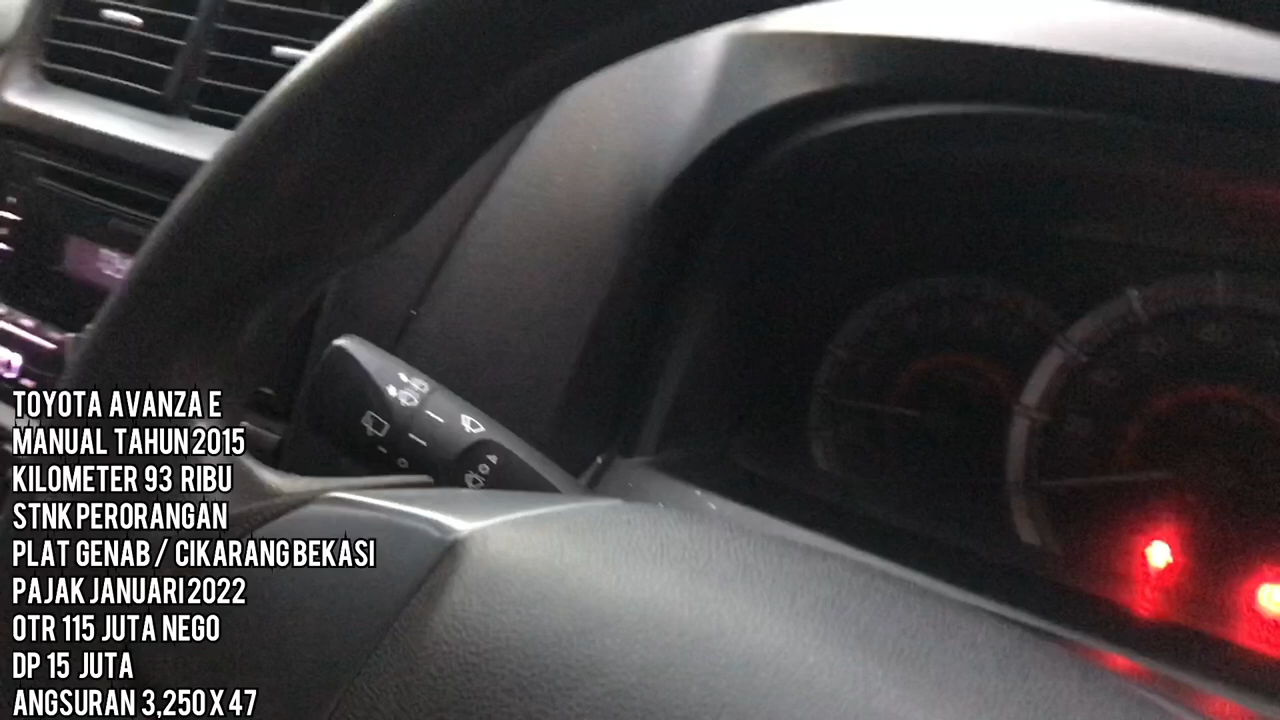 TOYOTA AVANZA E
MANUAL TAHUN 2015
KILOMETER 93 RIBU
STNK PERORANGAN
PLAT GENAB / CIKARANG BEKASI
PAJAK JANUARI 2022
OTR 115 JUTA NEGO
DP 15 JUTA
ANGSURAN 3,250 X 47